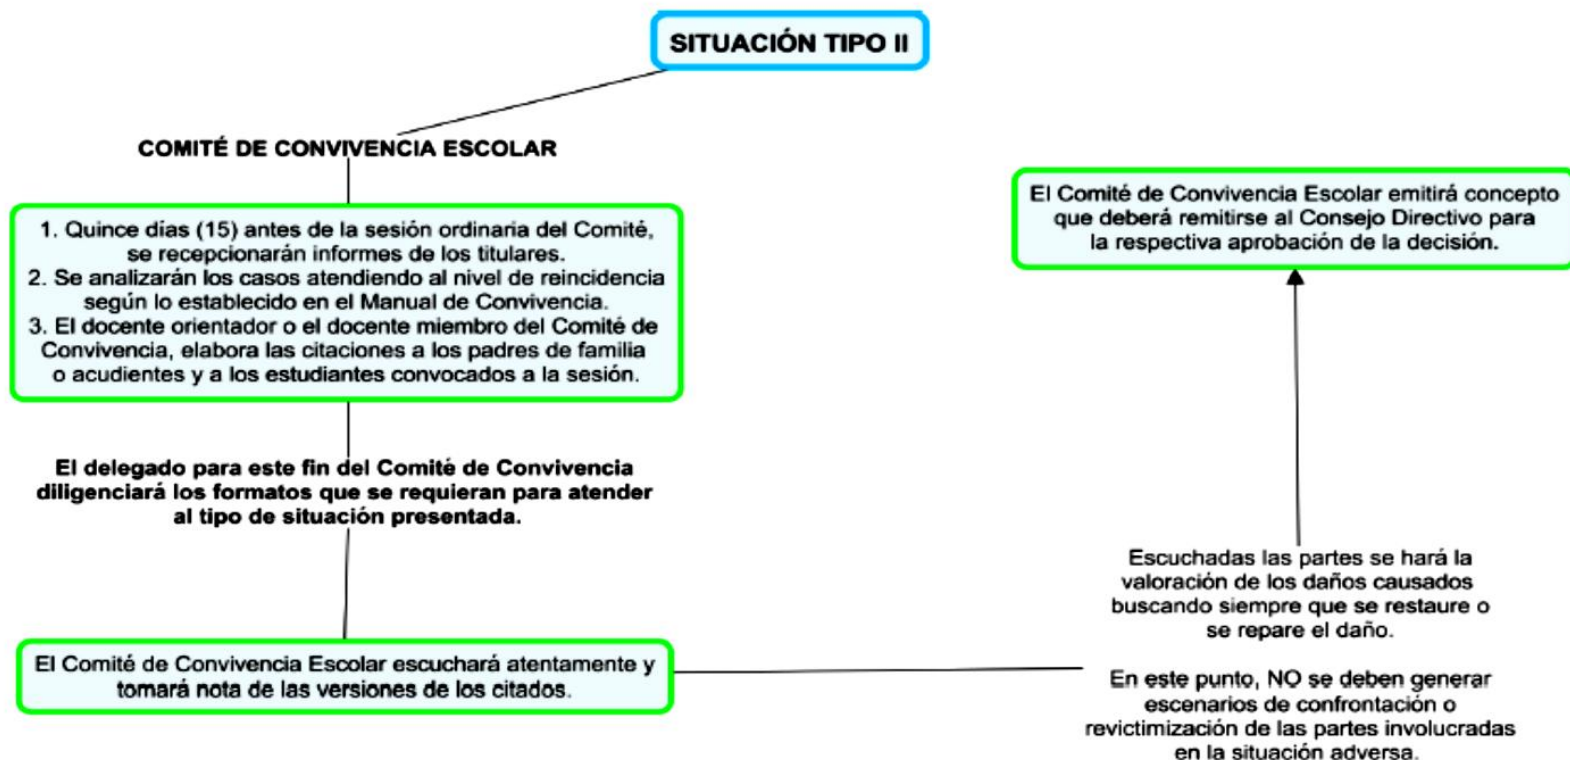 SITUACIÓN TIPO II
COMITÉ DE CONVIVENCIA ESCOLAR
1. Quince días (15) antes de la sesión ordinaria del Comité,
se recepcionarán informes de los titulares.
2. Se analizarán los casos atendiendo al nivel de reincidencia
según lo establecido en el Manual de Convivencia.
3. El docente orientador o el docente miembro del Comité de
Convivencia, elabora las citaciones a los padres de familia
o acudientes y a los estudiantes convocados a la sesión.
El delegado para este fin del Comité de Convivencia
diligenciará los formatos que se requieran para atender
al tipo de situación presentada.
El Comité de Convivencia Escolar escuchará atentamente y
tomará nota de las versiones de los citados.
Escuchadas las partes se hará la
valoración de los daños causados
buscando siempre que se restaure o
se repare el daño.
En este punto, NO se deben generar
escenarios de confrontación o
revictimización de las partes involucradas
en la situación adversa.
El Comité de Convivencia Escolar emitirá concepto
que deberá remitirse al Consejo Directivo para
la respectiva aprobación de la decisión.